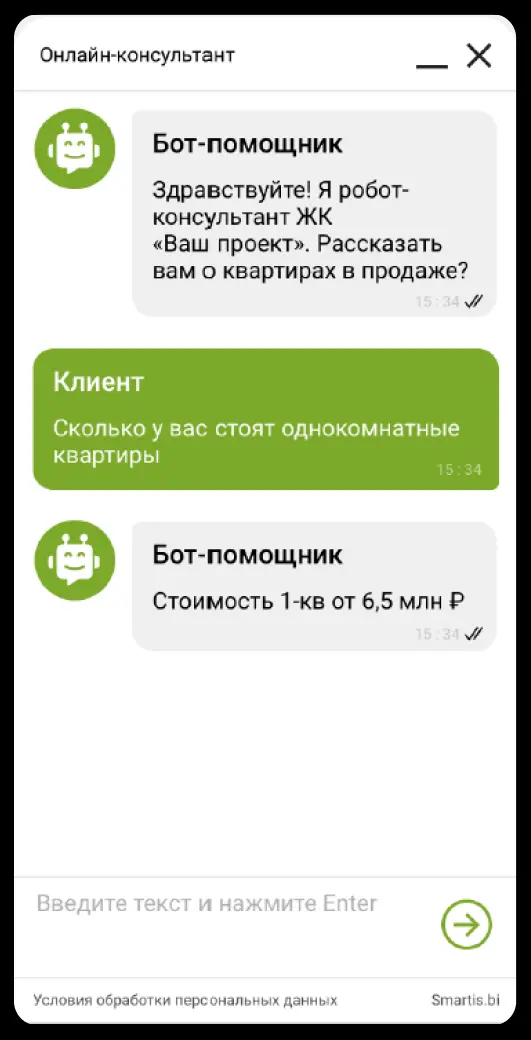 Онлайн-консультант
Бот-помощник
Здравствуйте! Я робот-
консультант ЖК
«Ваш проект». Рассказать
вам о квартирах в продаже?
15:34
Клиент
Сколько у вас стоят однокомнатные
квартиры
15:34
Бот-помощник
Стоимость 1-кв от 6,5 млн ₽
15:34
Введите текст и нажмите Enter
Условия обработки персональных данных
Smartis.bi